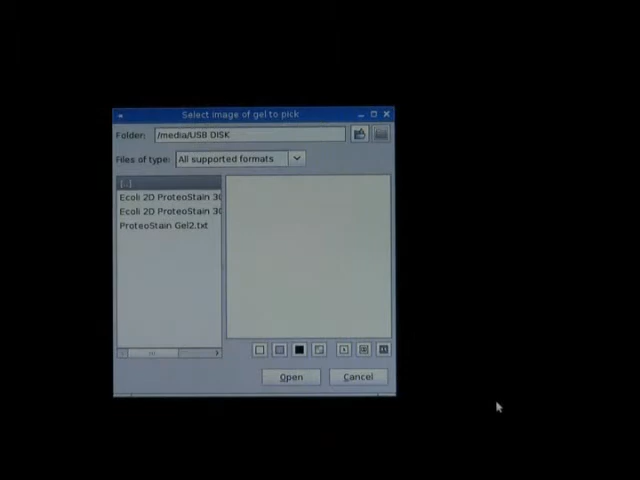 Select image of gel to pick
Folder: /media/USB DISK
Files of type: All supported formats
[..]
Ecoli 2D ProteoStain 30
Ecoli 2D ProteoStain 30
ProteoStain Gel2.txt
Open Cancel